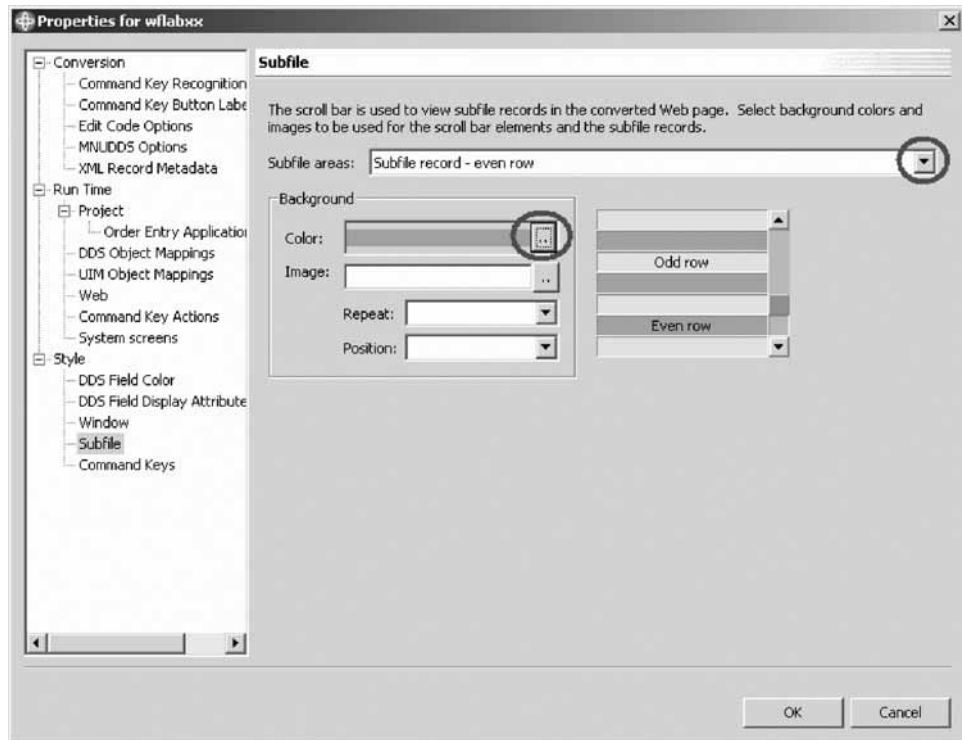 Properties for wflabxx
Conversion
Command Key Recognition
Command Key Button Labe
Edit Code Options
MNUDDS Options
XML Record Metadata
Run Time
Project
Order Entry Application
DDS Object Mappings
UIM Object Mappings
Web
Command Key Actions
System screens
Style
DDS Field Color
DDS Field Display Attribute
Window
Subfile
Command Keys
Subfile
The scroll bar is used to view subfile records in the converted Web page. Select background colors and
images to be used for the scroll bar elements and the subfile records.
Subfile areas: Subfile record - even row
Background
Color: ..
Image: ..
Repeat:
Position:
Odd row
Even row
OK Cancel